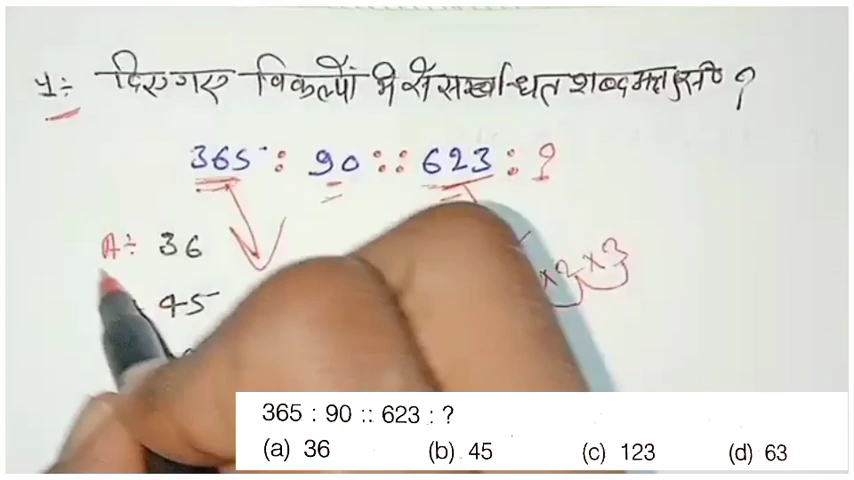 1÷ दिए गए विकल्पों में से सम्बन्धित शब्द
365 : 90 :: 623 : ?
A÷ 36
×2×3
45
365 : 90 :: 623 : ?
(a) 36 (b) 45 (c) 123 (d) 63